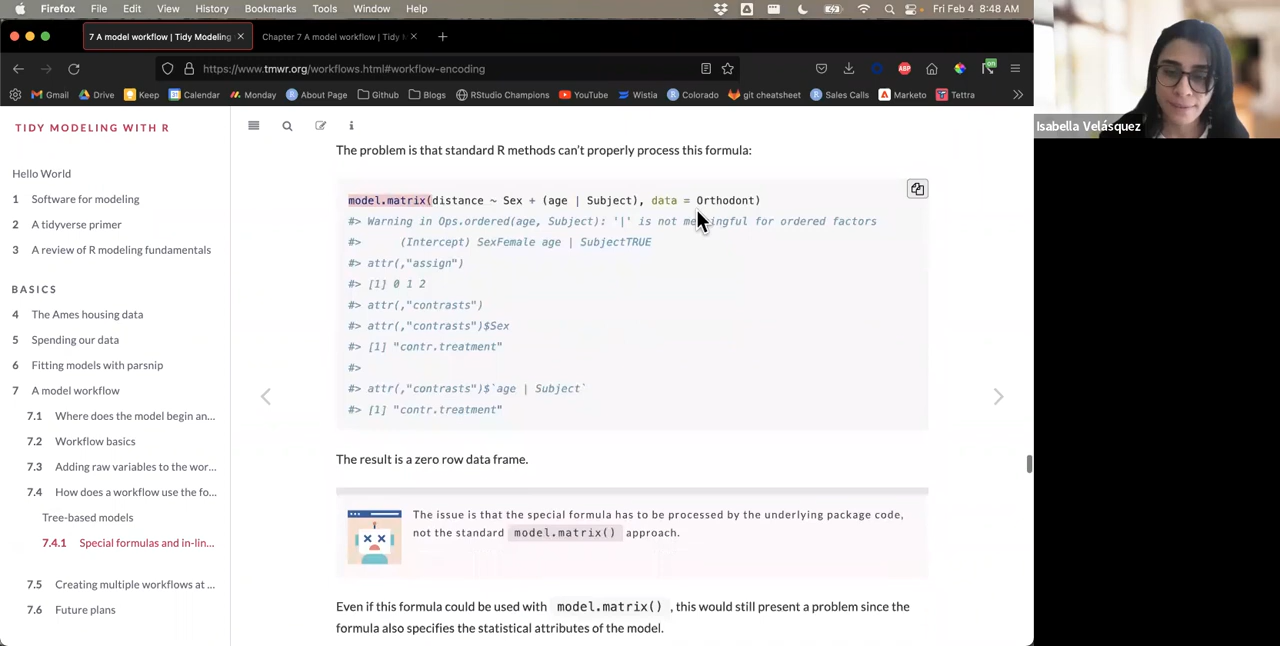 Firefox File Edit View History Bookmarks Tools Window Help Fri Feb 4 8:48 AM
7 A model workflow | Tidy Modeling
Chapter 7 A model workflow | Tidy
https://www.tmwr.org/workflows.html#workflow-encoding
Gmail Drive Keep Calendar Monday About Page Github Blogs RStudio Champions YouTube Wistia Colorado git cheatsheet Sales Calls Marketo Tettra
ABP
on
Isabella Velásquez
TIDY MODELING WITH R
Hello World
1 Software for modeling
2 A tidyverse primer
3 A review of R modeling fundamentals
BASICS
4 The Ames housing data
5 Spending our data
6 Fitting models with parsnip
7 A model workflow
7.1 Where does the model begin an...
7.2 Workflow basics
7.3 Adding raw variables to the wor...
7.4 How does a workflow use the fo...
Tree-based models
7.4.1 Special formulas and in-lin...
7.5 Creating multiple workflows at ...
7.6 Future plans
The problem is that standard R methods can't properly process this formula:
model.matrix(distance ~ Sex + (age | Subject), data = Orthodont)
#> Warning in Ops.ordered(age, Subject): '|' is not meaningful for ordered factors
#> (Intercept) SexFemale age | SubjectTRUE
#> attr(,"assign")
#> [1] 0 1 2
#> attr(,"contrasts")
#> attr(,"contrasts")$Sex
#> [1] "contr.treatment"
#>
#> attr(,"contrasts")$`age | Subject`
#> [1] "contr.treatment"
The result is a zero row data frame.
The issue is that the special formula has to be processed by the underlying package code,
not the standard model.matrix() approach.
Even if this formula could be used with model.matrix() , this would still present a problem since the
formula also specifies the statistical attributes of the model.